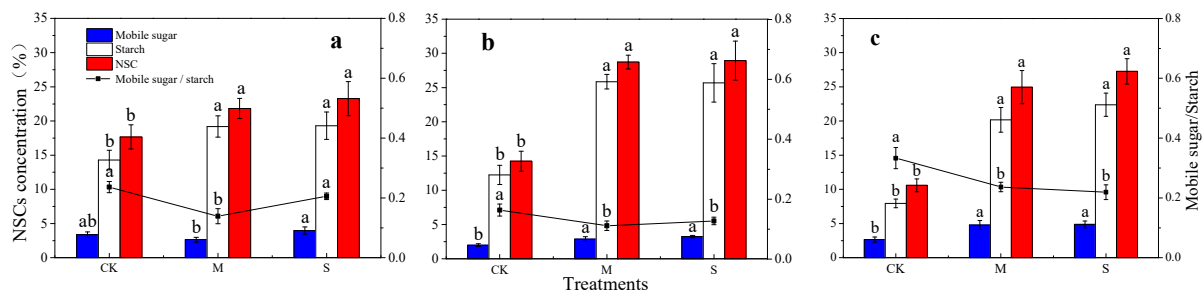 35
30
25
20
15
10
5
0
NSCs concentration（%）
Mobile sugar
Starch
NSC
Mobile sugar / starch
a
ab
b
b
a
b
a
a
b
a
a
a
a
CK
M
S
0.8
0.6
0.4
0.2
0.0
35
30
25
20
15
10
5
0
b
b
b
b
a
a
a
a
b
a
a
a
b
CK
M
S
Treatments
0.8
0.6
0.4
0.2
0.0
35
30
25
20
15
10
5
0
c
b
b
b
a
a
a
a
b
a
a
a
b
CK
M
S
0.8
0.6
0.4
0.2
0.0
Mobile sugar/Starch